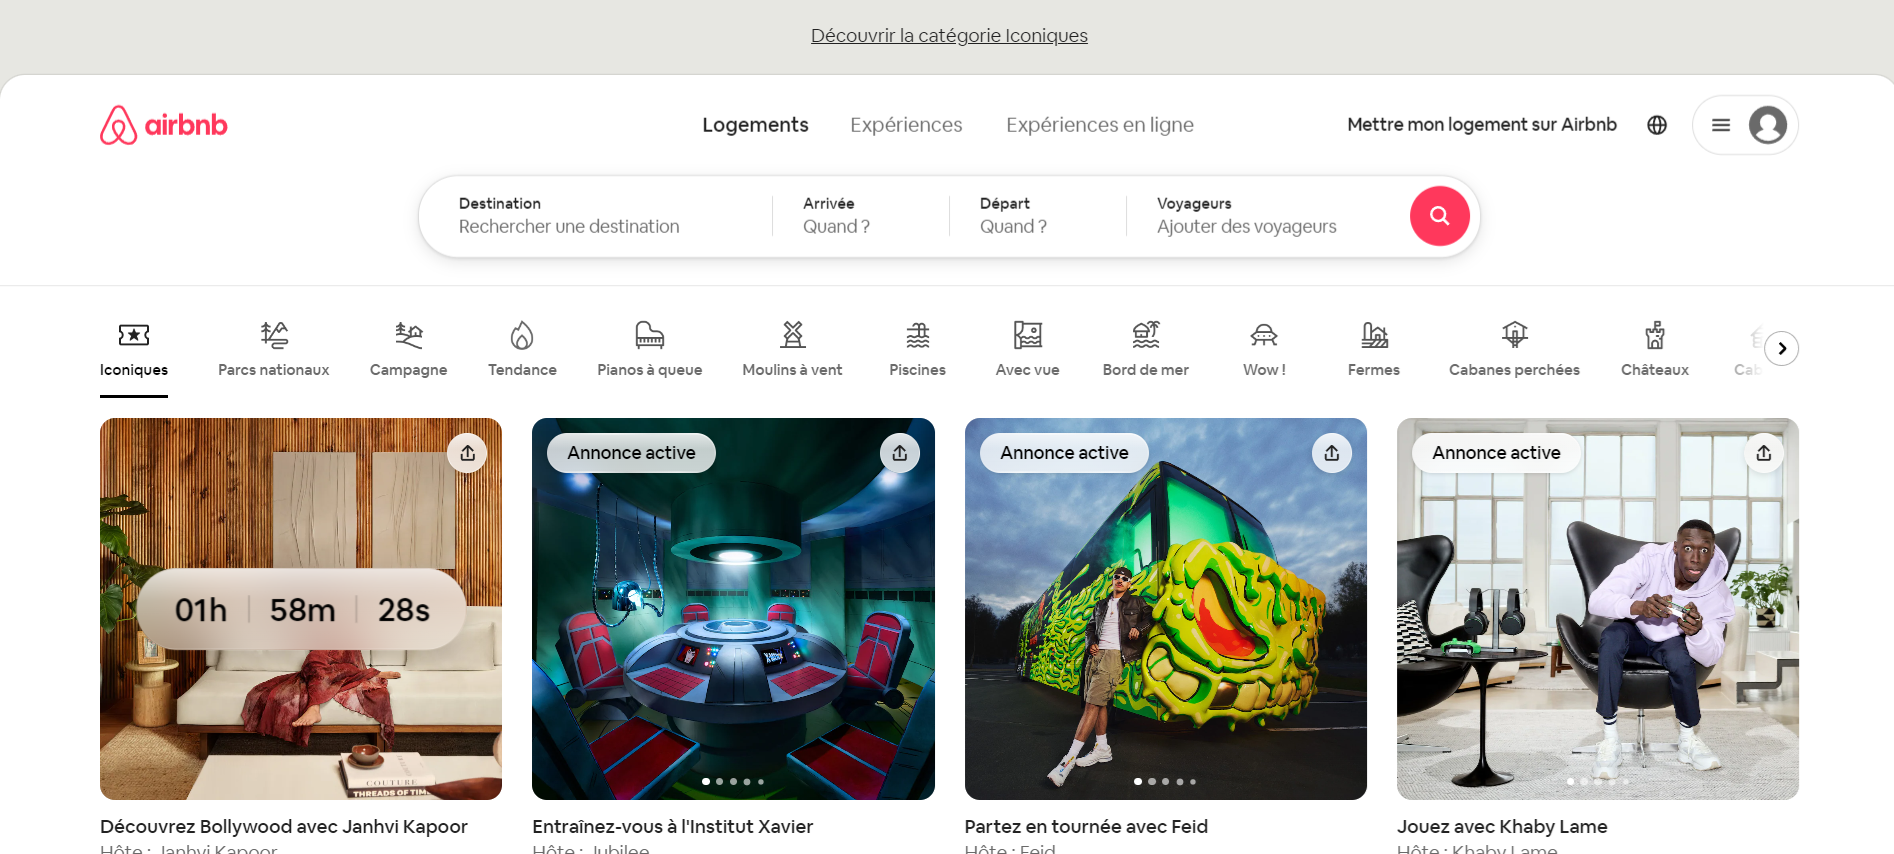 Découvrir la catégorie Iconiques
airbnb
Logements
Expériences
Expériences en ligne
Mettre mon logement sur Airbnb
Destination
Rechercher une destination
Arrivée
Quand ?
Départ
Quand ?
Voyageurs
Ajouter des voyageurs
Iconiques
Parcs nationaux
Campagne
Tendance
Pianos à queue
Moulins à vent
Piscines
Avec vue
Bord de mer
Wow !
Fermes
Cabanes perchées
Châteaux
01h | 58m | 28s
COUTURE
THREADS OF TIME
Annonce active
Annonce active
Annonce active
Découvrez Bollywood avec Janhvi Kapoor
Hôte : Janhvi Kapoor
Entraînez-vous à l'Institut Xavier
Hôte : Jubilee
Partez en tournée avec Feid
Hôte : Feid
Jouez avec Khaby Lame
Hôte : Khaby Lame